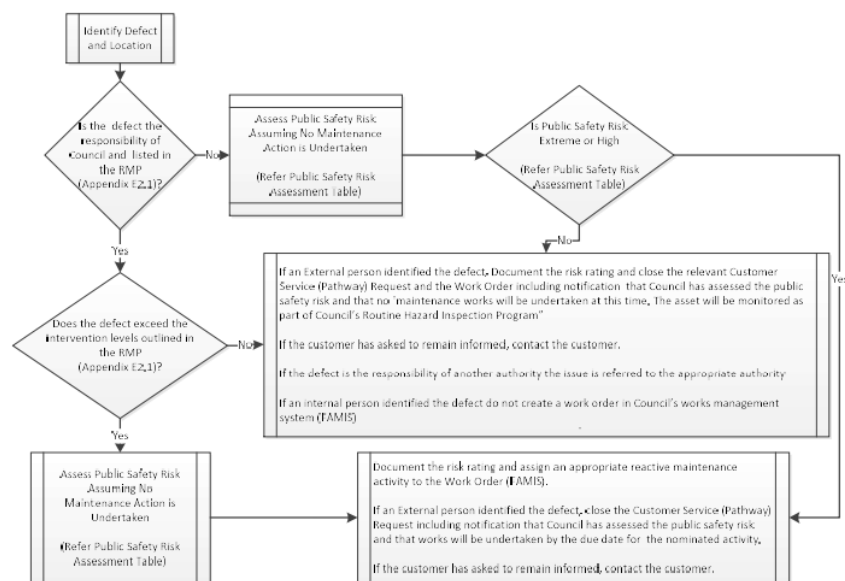 Identify Defect
and Location
Is the defect the
responsibility of
Council and listed in
the RMP
(Appendix E2.1)?
No
Assess Public Safety Risk
Assuming No Maintenance
Action is Undertaken
(Refer Public Safety Risk
Assessment Table)
Is Public Safety Risk
Extreme or High
(Refer Public Safety Risk
Assessment Table)
Yes
No
Yes
Does the defect exceed the
intervention levels outlined in
the RMP
(Appendix E2.1)?
No
If an External person identified the defect, Document the risk rating and close the relevant Customer
Service (Pathway) Request and the Work Order including notification that Council has assessed the public
safety risk and that no "maintenance works will be undertaken at this time. The asset will be monitored as
part of Council's Routine Hazard Inspection Program"
If the customer has asked to remain informed, contact the customer.
If the defect is the responsibility of another authority the issue is referred to the appropriate authority
If an internal person identified the defect do not create a work order in Council's works management
system (FAMIS)
Yes
Assess Public Safety Risk
Assuming No
Maintenance Action is
Undertaken
(Refer Public Safety Risk
Assessment Table)
Document the risk rating and assign an appropriate reactive maintenance
activity to the Work Order (FAMIS).
If an External person identified the defect, close the Customer Service (Pathway)
Request including notification that Council has assessed the public safety risk
and that works will be undertaken by the due date for the nominated activity.
If the customer has asked to remain informed, contact the customer.